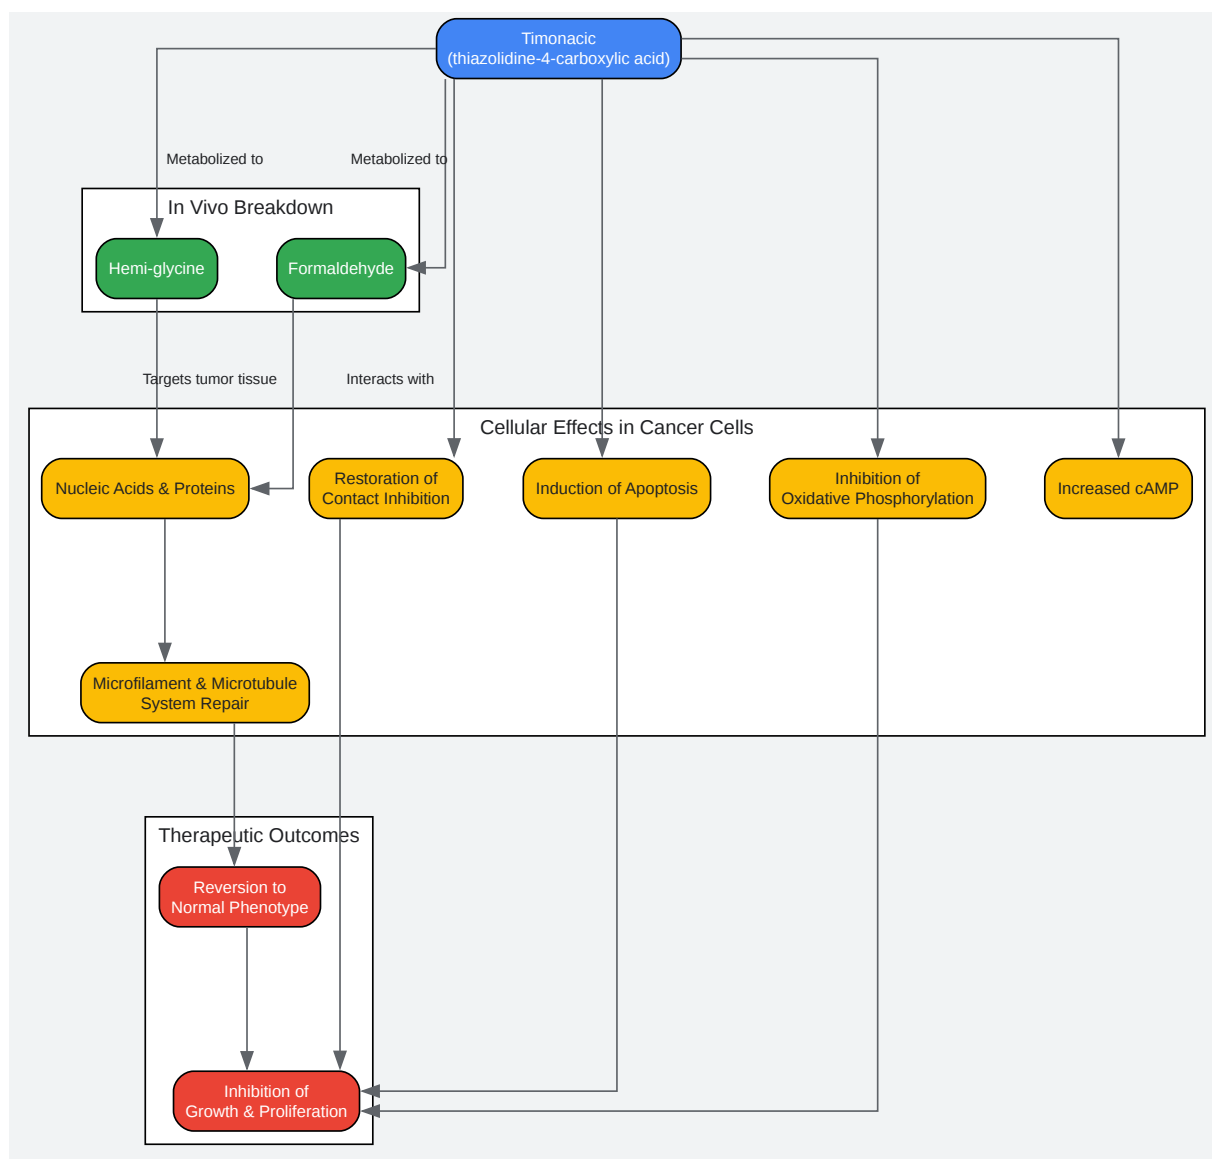 Timonacic
(thiazolidine-4-carboxylic acid)
Metabolized to
Metabolized to
In Vivo Breakdown
Hemi-glycine
Formaldehyde
Targets tumor tissue
Interacts with
Cellular Effects in Cancer Cells
Nucleic Acids & Proteins
Restoration of
Contact Inhibition
Induction of Apoptosis
Inhibition of
Oxidative Phosphorylation
Increased cAMP
Microfilament & Microtubule
System Repair
Therapeutic Outcomes
Reversion to
Normal Phenotype
Inhibition of
Growth & Proliferation